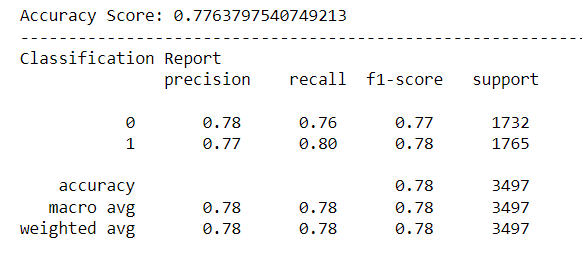 Accuracy Score: 0.7763797540749213
----------------------------------------------------------
Classification Report
precision recall f1-score support
0 0.78 0.76 0.77 1732
1 0.77 0.80 0.78 1765
accuracy 0.78 3497
macro avg 0.78 0.78 0.78 3497
weighted avg 0.78 0.78 0.78 3497